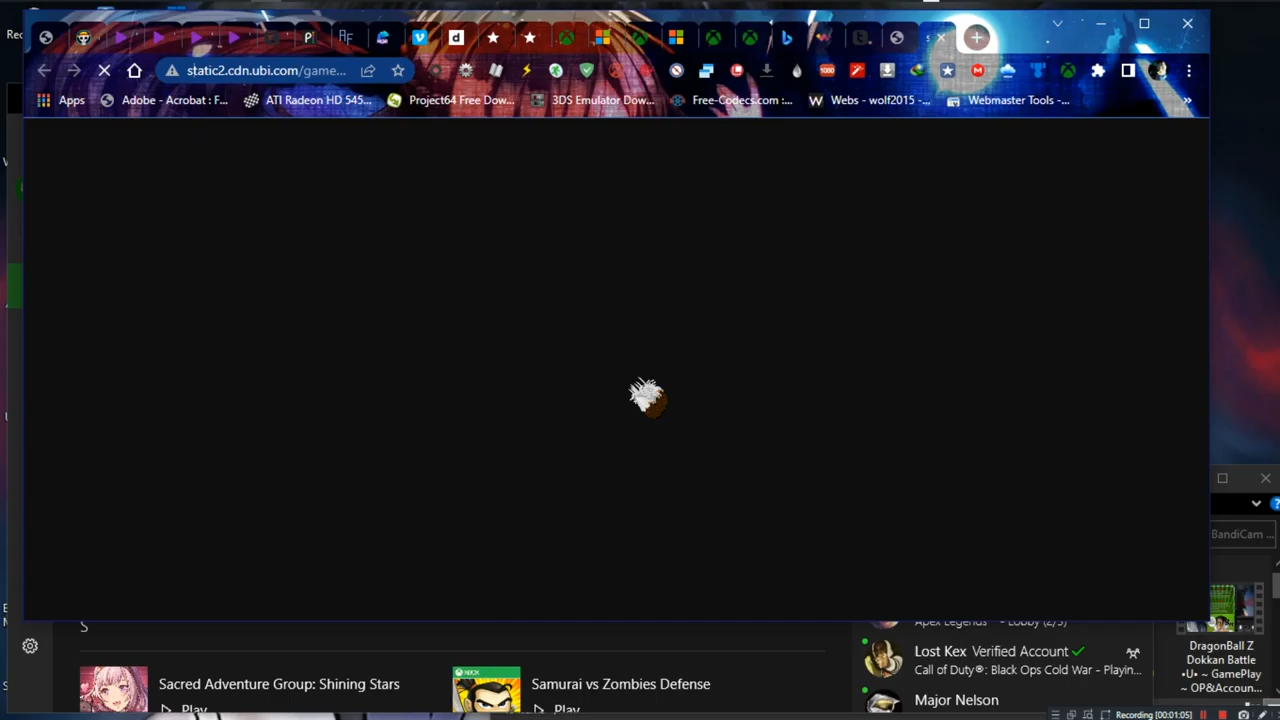 Rec
static2.cdn.ubi.com/game...
Apps
Adobe - Acrobat : F...
ATI Radeon HD 545...
Project64 Free Dow...
3DS Emulator Dow...
Free-Codecs.com :...
Webs - wolf2015 -...
Webmaster Tools -...
BandiCam ...
S
Apex Legends - Lobby (2/3)
Lost Kex Verified Account
Call of Duty®: Black Ops Cold War - Playin...
Major Nelson
DragonBall Z
Dokkan Battle
•U• ~ GamePlay
~ OP&Accoun...
Sacred Adventure Group: Shining Stars
Play
Samurai vs Zombies Defense
Play
Recording [00:01:05]